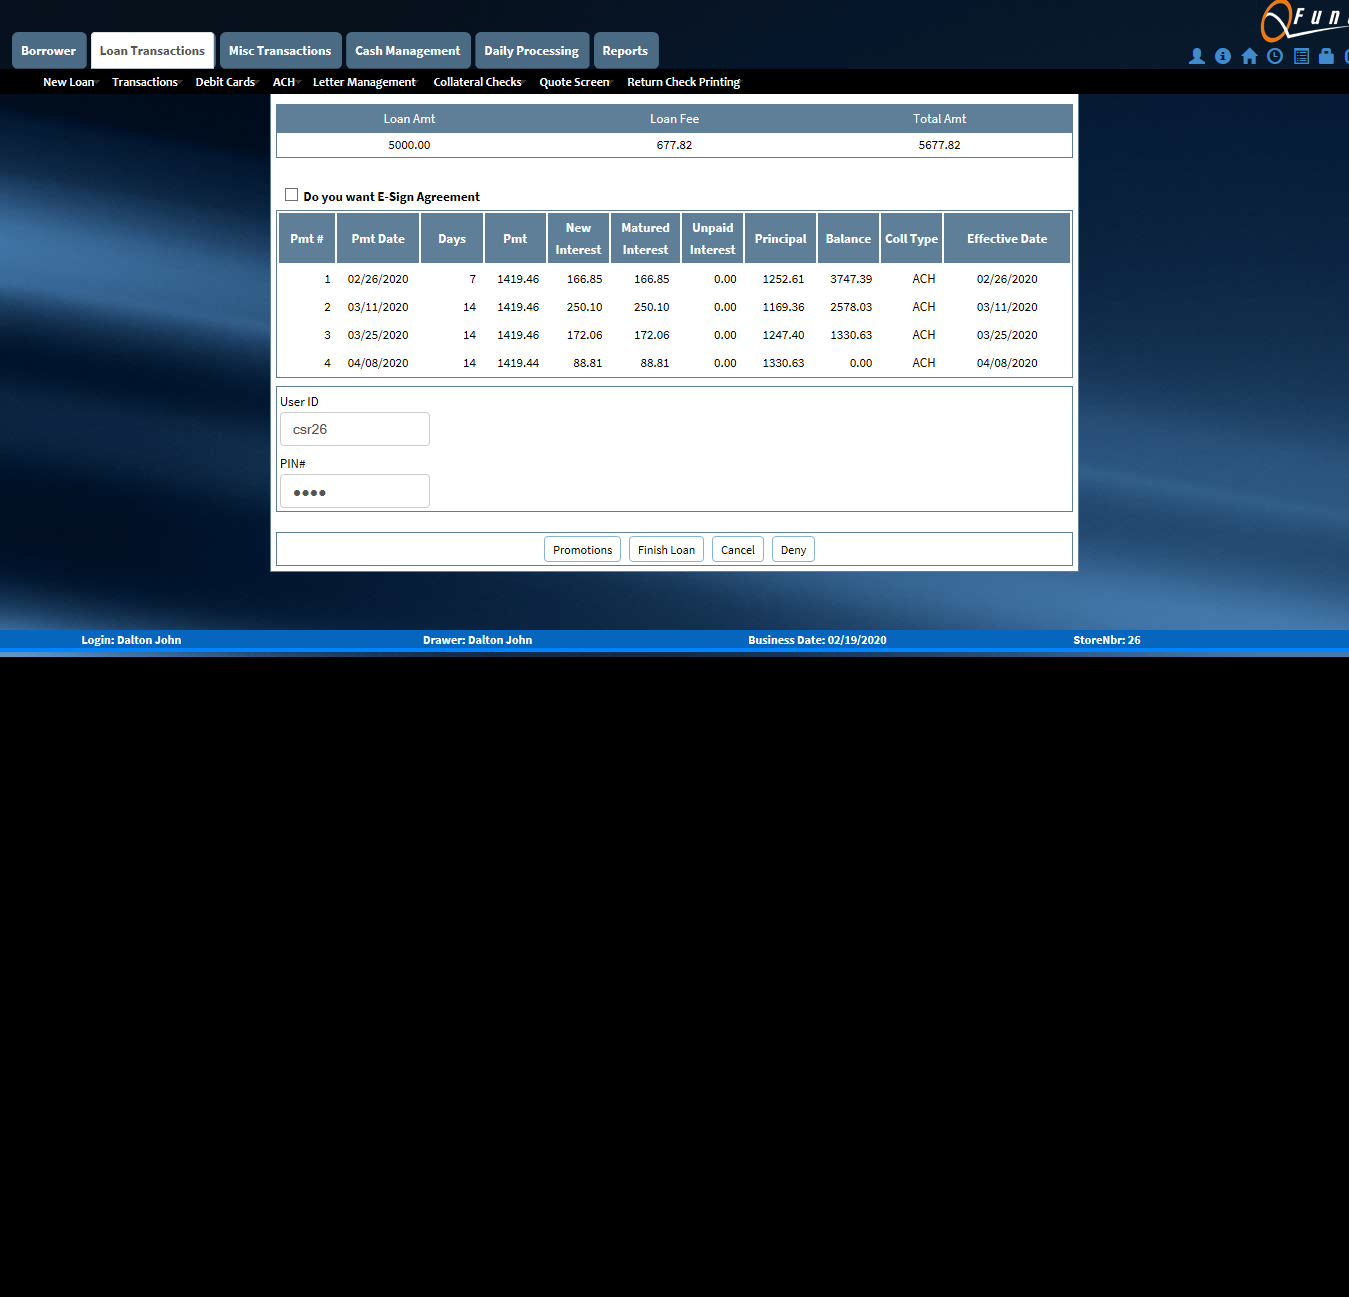 Fun
Borrower Loan Transactions Misc Transactions Cash Management Daily Processing Reports
New Loan Transactions Debit Cards ACH Letter Management Collateral Checks Quote Screen Return Check Printing
Loan Amt Loan Fee Total Amt
5000.00 677.82 5677.82
Do you want E-Sign Agreement
Pmt # Pmt Date Days Pmt New Interest Matured Interest Unpaid Interest Principal Balance Coll Type Effective Date
1 02/26/2020 7 1419.46 166.85 166.85 0.00 1252.61 3747.39 ACH 02/26/2020
2 03/11/2020 14 1419.46 250.10 250.10 0.00 1169.36 2578.03 ACH 03/11/2020
3 03/25/2020 14 1419.46 172.06 172.06 0.00 1247.40 1330.63 ACH 03/25/2020
4 04/08/2020 14 1419.44 88.81 88.81 0.00 1330.63 0.00 ACH 04/08/2020
User ID
csr26
PIN#
••••
Promotions Finish Loan Cancel Deny
Login: Dalton John Drawer: Dalton John Business Date: 02/19/2020 StoreNbr: 26